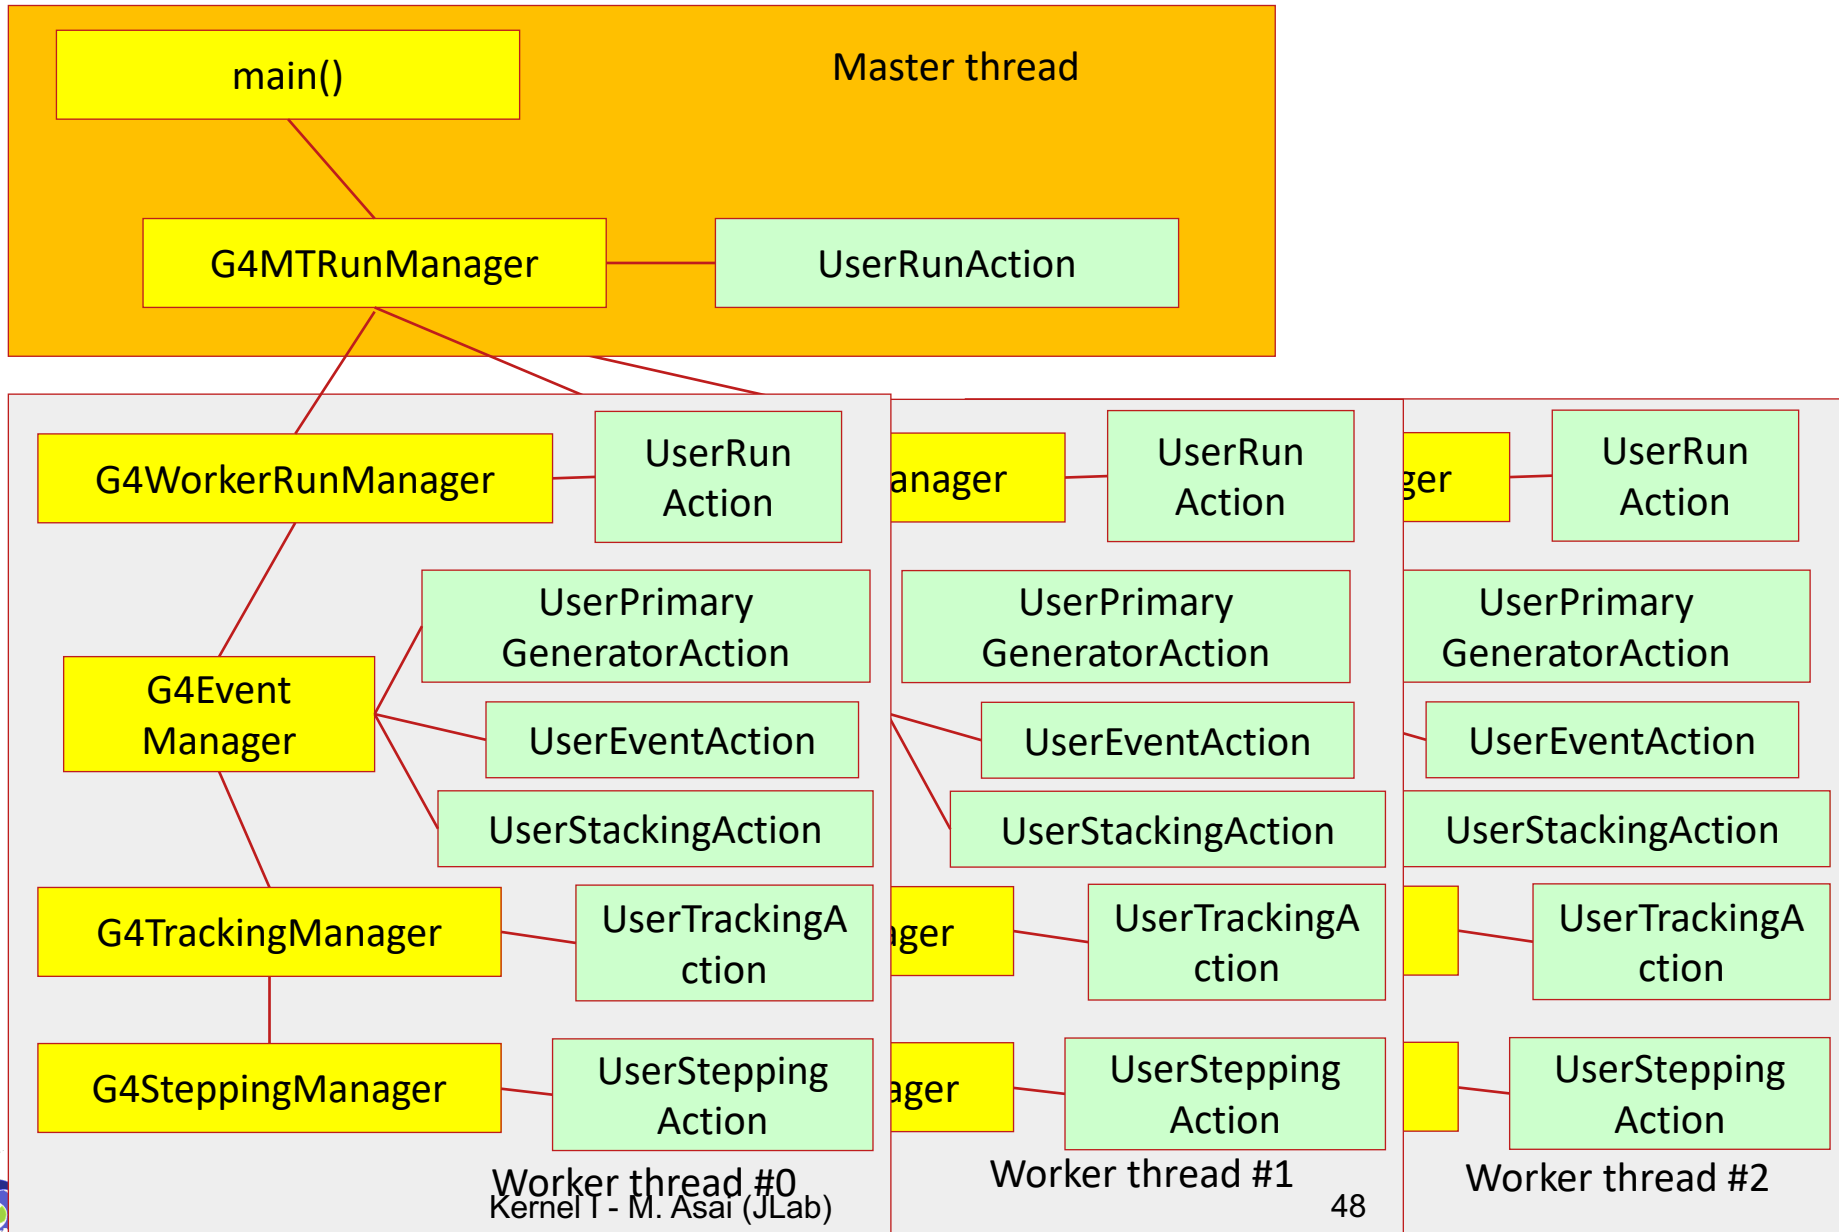 main()
Master thread
G4MTRunManager
UserRunAction
G4WorkerRunManager
UserRun
Action
G4Event
Manager
UserPrimary
GeneratorAction
UserEventAction
UserStackingAction
G4TrackingManager
UserTrackingA
ction
G4SteppingManager
UserStepping
Action
Worker thread #0
anager
UserRun
Action
UserPrimary
GeneratorAction
UserEventAction
UserStackingAction
ager
UserTrackingA
ction
ager
UserStepping
Action
Worker thread #1
ger
UserRun
Action
UserPrimary
GeneratorAction
UserEventAction
UserStackingAction
UserTrackingA
ction
UserStepping
Action
Worker thread #2
Kernel I - M. Asai (JLab)
48